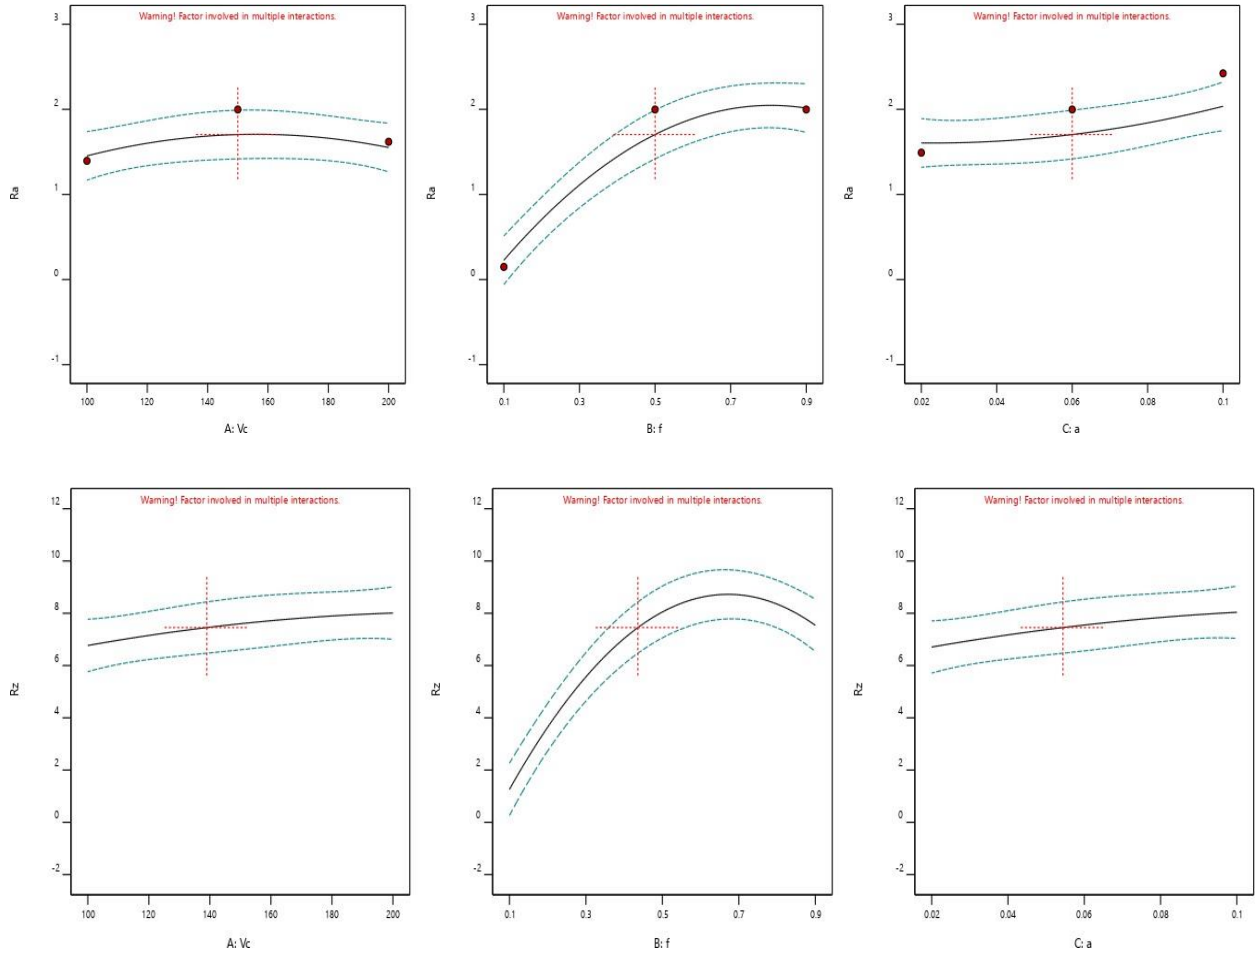 Warning! Factor involved in multiple interactions.
3
2
1
0
-1
Ra
100 120 140 160 180 200
A: Vc
Warning! Factor involved in multiple interactions.
3
2
1
0
-1
Ra
0.1 0.3 0.5 0.7 0.9
B: f
Warning! Factor involved in multiple interactions.
3
2
1
0
-1
Ra
0.02 0.04 0.06 0.08 0.1
C: a
Warning! Factor involved in multiple interactions.
12
10
8
6
4
2
0
-2
Rz
100 120 140 160 180 200
A: Vc
Warning! Factor involved in multiple interactions.
12
10
8
6
4
2
0
-2
Rz
0.1 0.3 0.5 0.7 0.9
B: f
Warning! Factor involved in multiple interactions.
12
10
8
6
4
2
0
-2
Rz
0.02 0.04 0.06 0.08 0.1
C: a